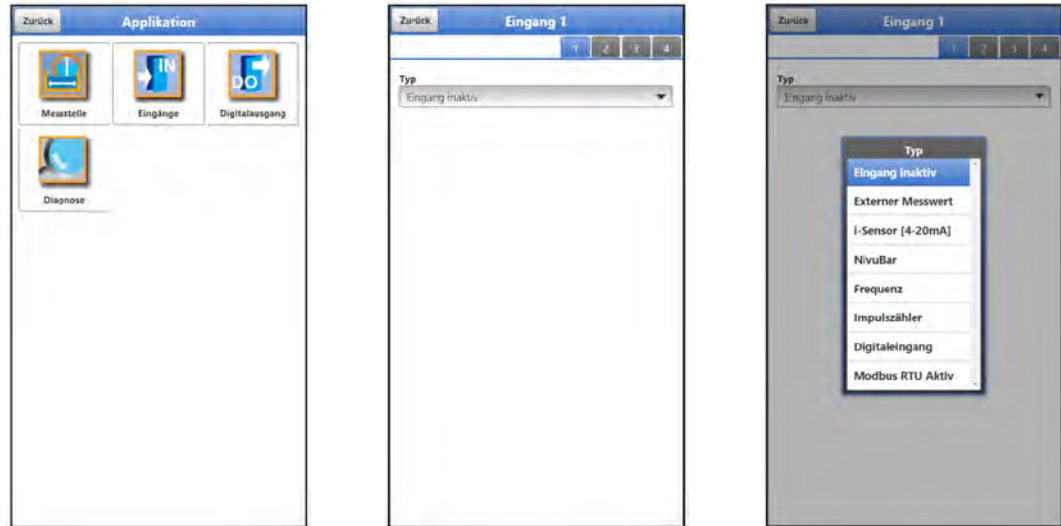 Zurück Applikation
IN
DO
Messstelle Eingänge Digitalausgang
Diagnose
Zurück Eingang 1
1 2 3 4
Typ
Eingang inaktiv
Zurück Eingang 1
1 2 3 4
Typ
Eingang inaktiv
Typ
Eingang inaktiv
Externer Messwert
i-Sensor [4-20mA]
NivuBar
Frequenz
Impulszähler
Digitaleingang
Modbus RTU Aktiv